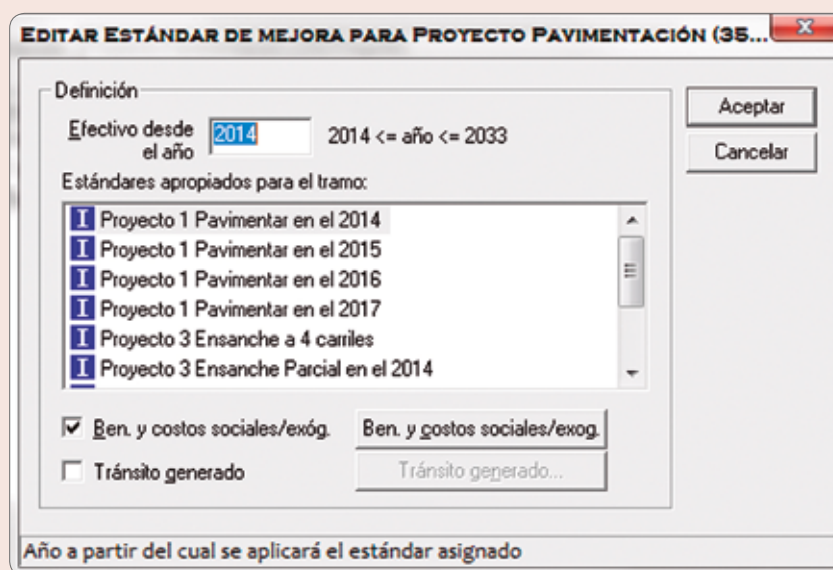 EDITAR ESTÁNDAR DE MEJORA PARA PROYECTO PAVIMENTACIÓN (35...
Definición
Efectivo desde el año 2014 2014 <= año <= 2033
Estándares apropiados para el tramo:
I Proyecto 1 Pavimentar en el 2014
I Proyecto 1 Pavimentar en el 2015
I Proyecto 1 Pavimentar en el 2016
I Proyecto 1 Pavimentar en el 2017
I Proyecto 3 Ensanche a 4 carriles
I Proyecto 3 Ensanche Parcial en el 2014
Ben. y costos sociales/exóg. Ben. y costos sociales/exog.
Tránsito generado Tránsito generado...
Aceptar
Cancelar
Año a partir del cual se aplicará el estándar asignado